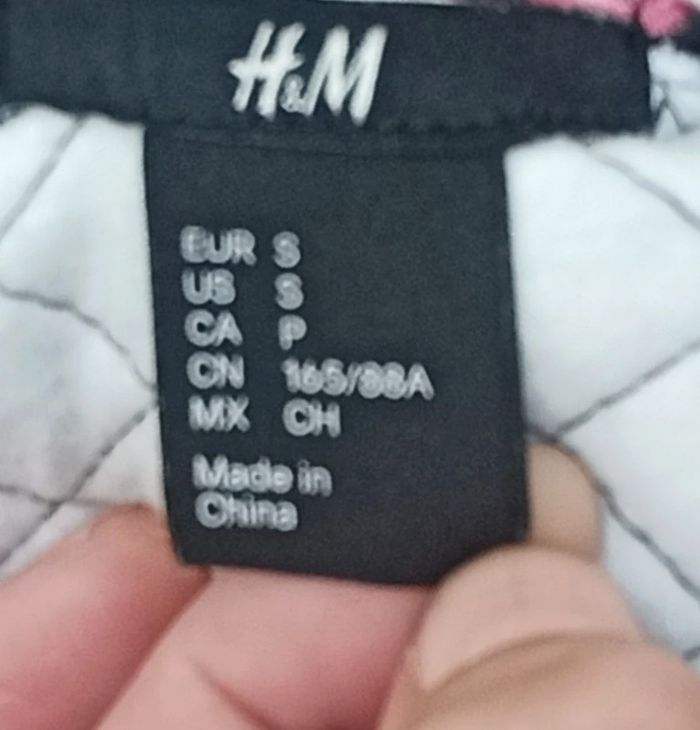 H&M
EUR S
US S
CA P
CN 165/88A
MX CH
Made in
China